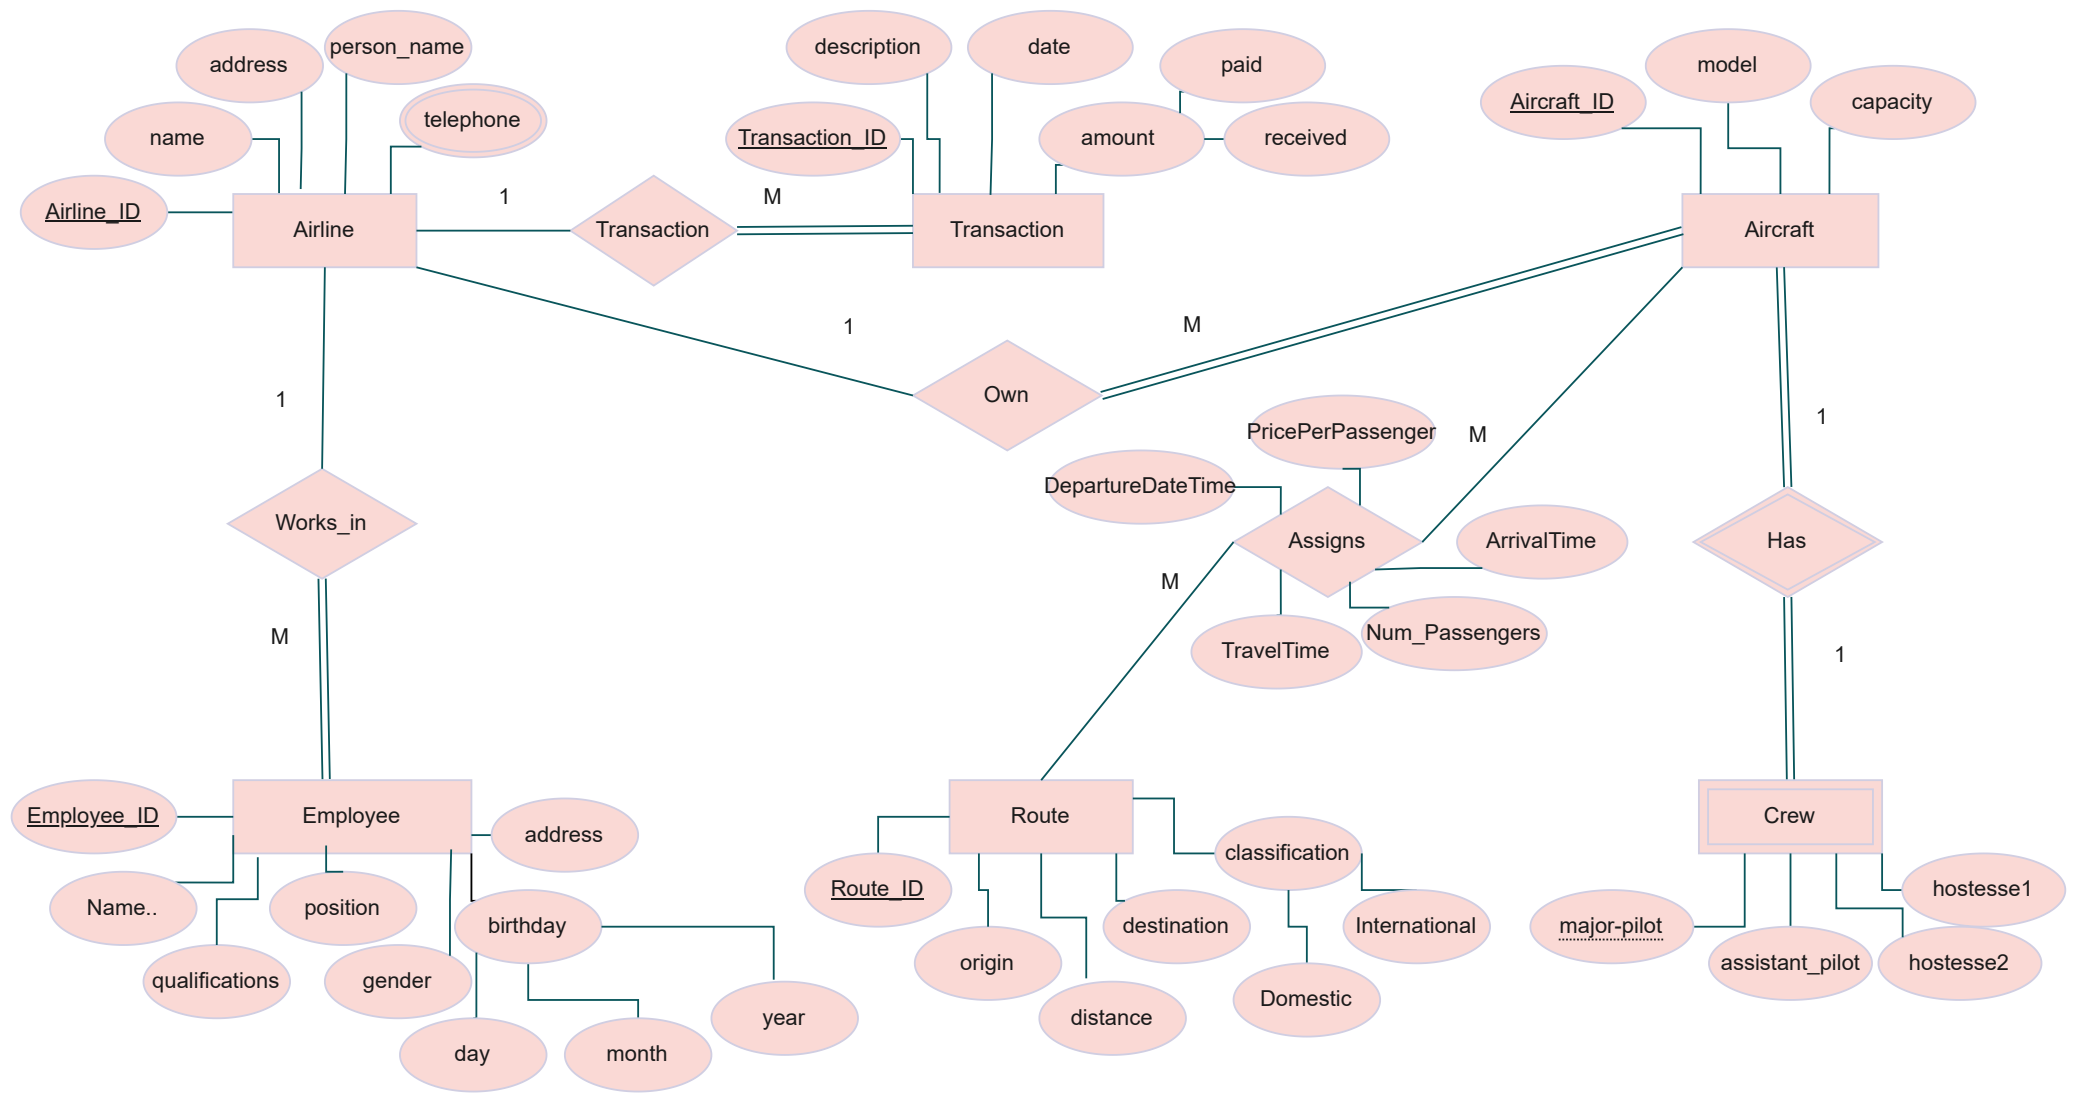 person_name
description
date
address
paid
model
telephone
Aircraft_ID
capacity
name
Transaction_ID
amount
received
1
M
Airline_ID
Airline
Transaction
Transaction
Aircraft
1
M
1
Own
M
PricePerPassenger
DepartureDateTime
Works_in
Assigns
ArrivalTime
Has
M
M
Num_Passengers
TravelTime
1
Employee_ID
Employee
address
Route
Crew
classification
Route_ID
hostesse1
Name..
position
birthday
destination
International
major-pilot
qualifications
gender
origin
assistant_pilot
hostesse2
Domestic
year
distance
day
month